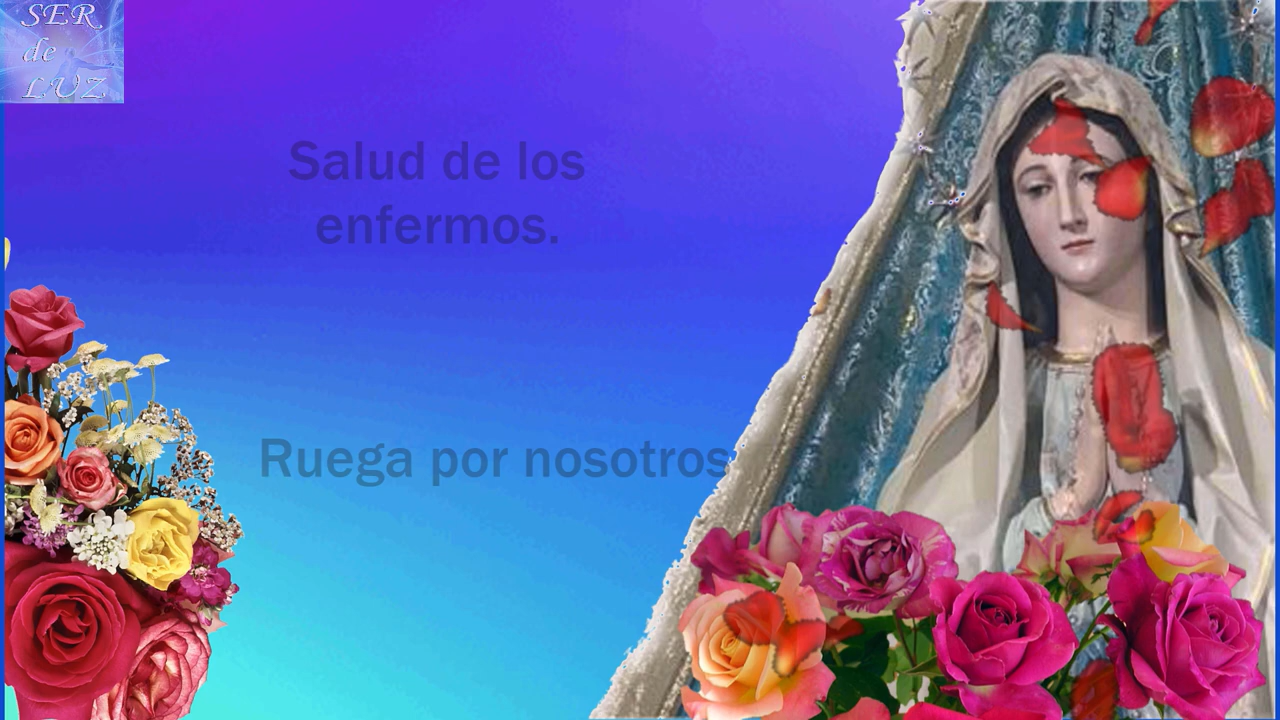 SER
de
LUZ
Salud de los
enfermos.
Ruega por nosotros